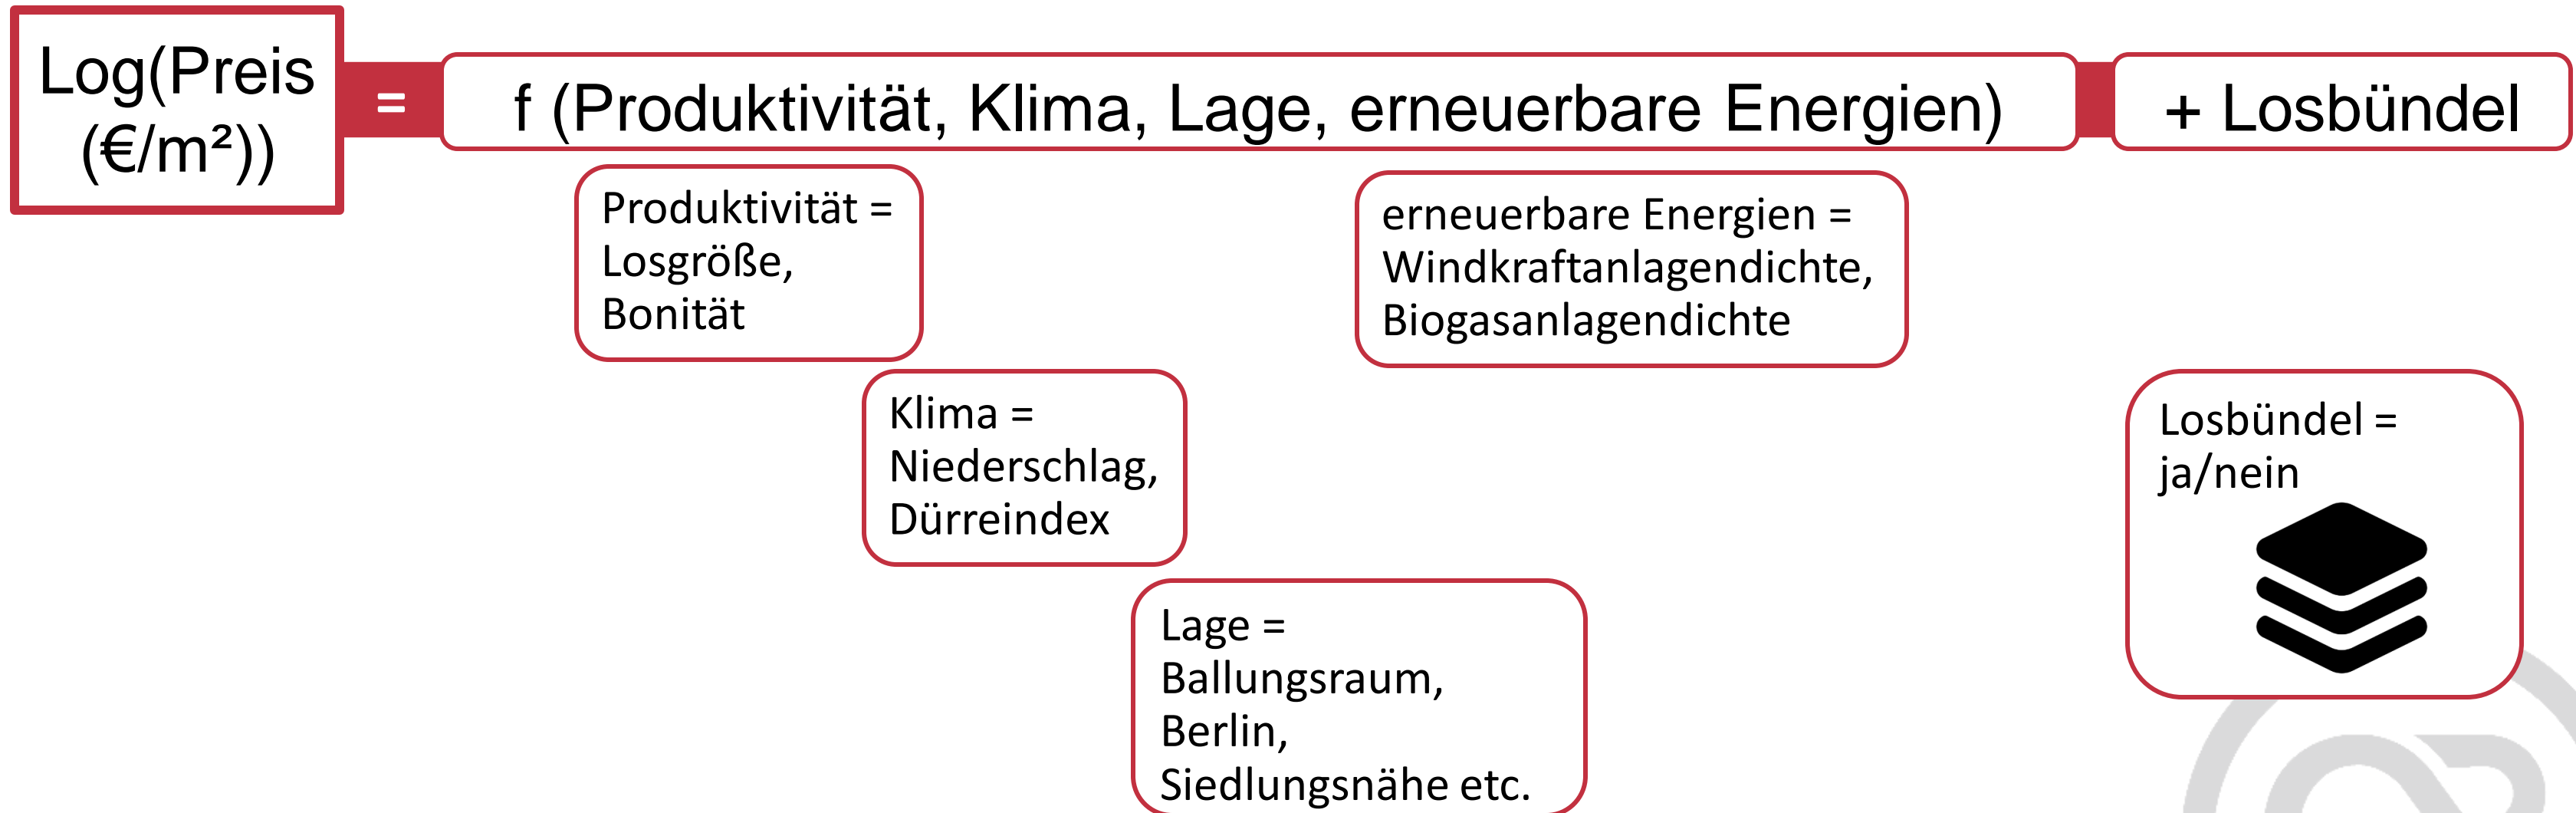 Log(Preis
(€/m²))
=
f (Produktivität, Klima, Lage, erneuerbare Energien)
+ Losbündel
Produktivität =
Losgröße,
Bonität
erneuerbare Energien =
Windkraftanlagendichte,
Biogasanlagendichte
Klima =
Niederschlag,
Dürreindex
Losbündel =
ja/nein
Lage =
Ballungsraum,
Berlin,
Siedlungsnähe etc.